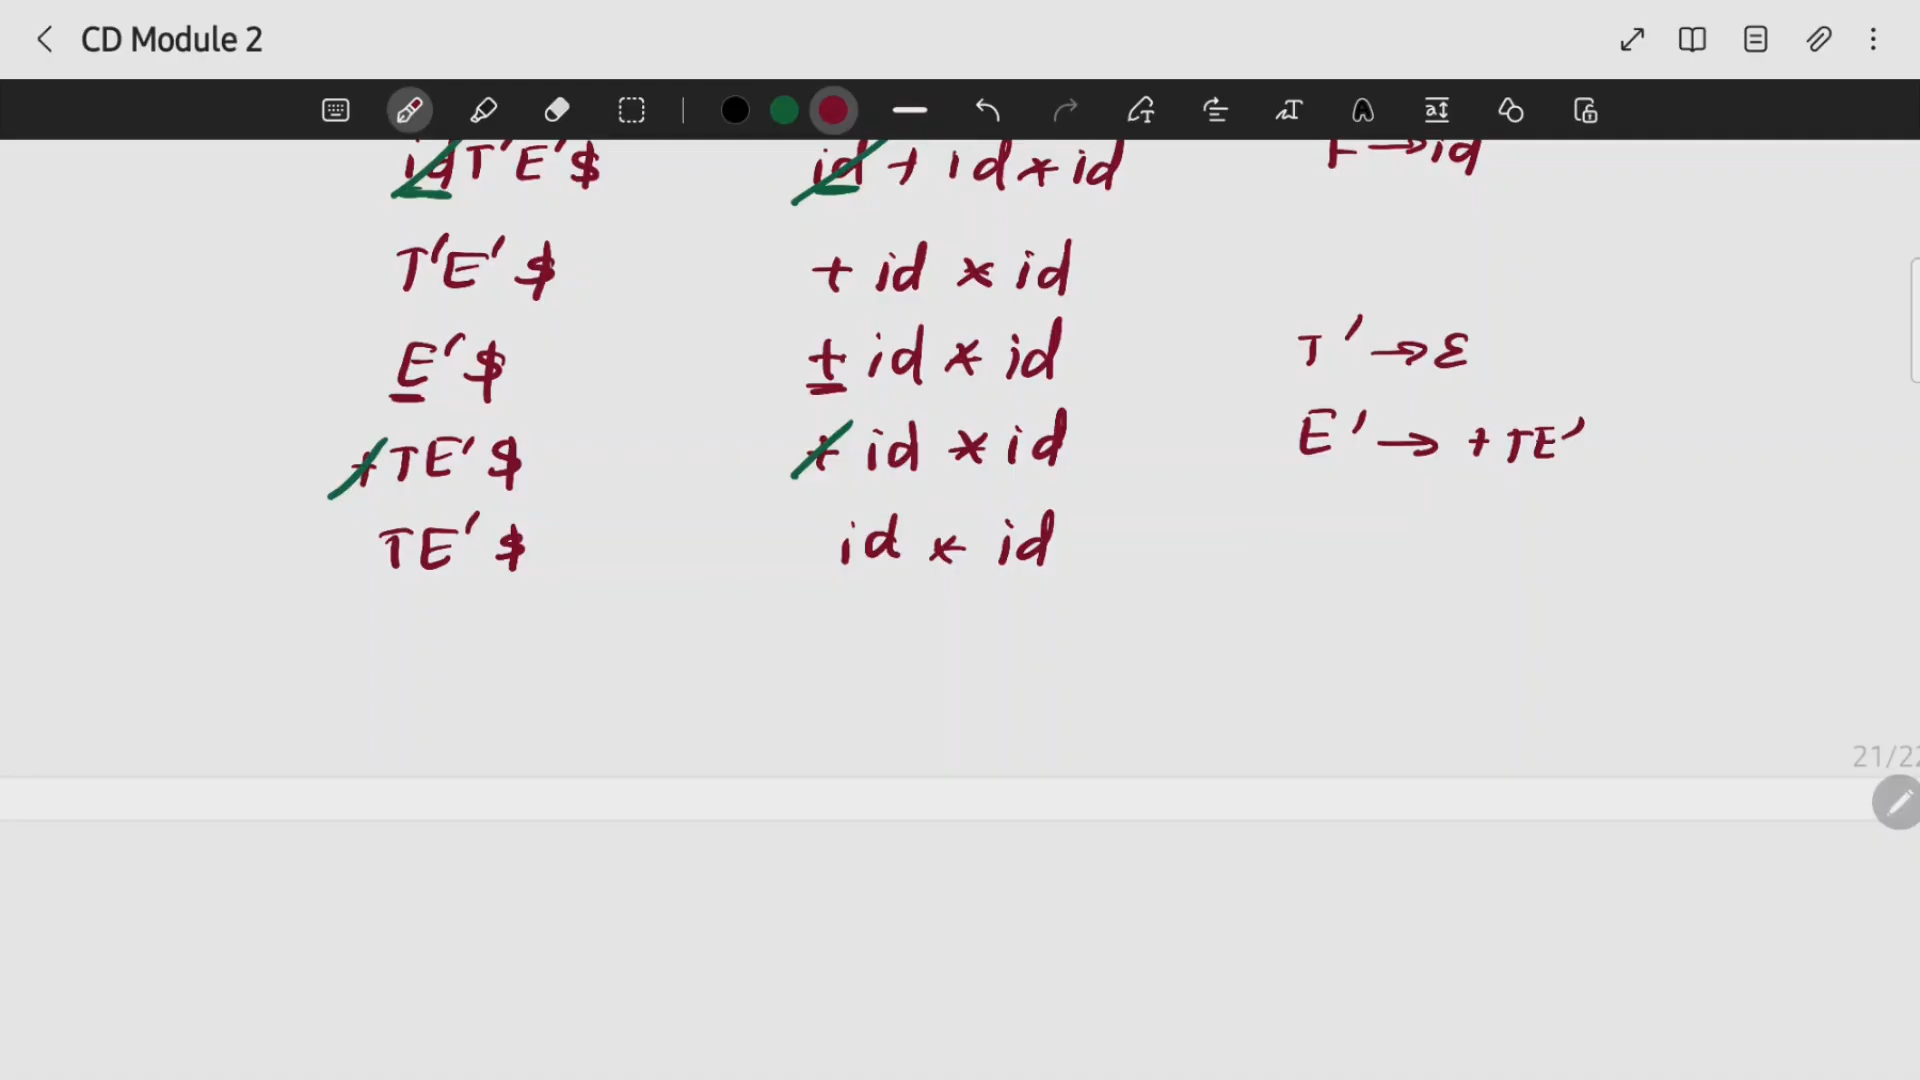 CD Module 2
idT'E'$ id + id * id F → id
T'E'$ + id * id
E'$ + id * id T' → ε
+TE'$ + id * id E' → +TE'
TE'$ id * id
21/22